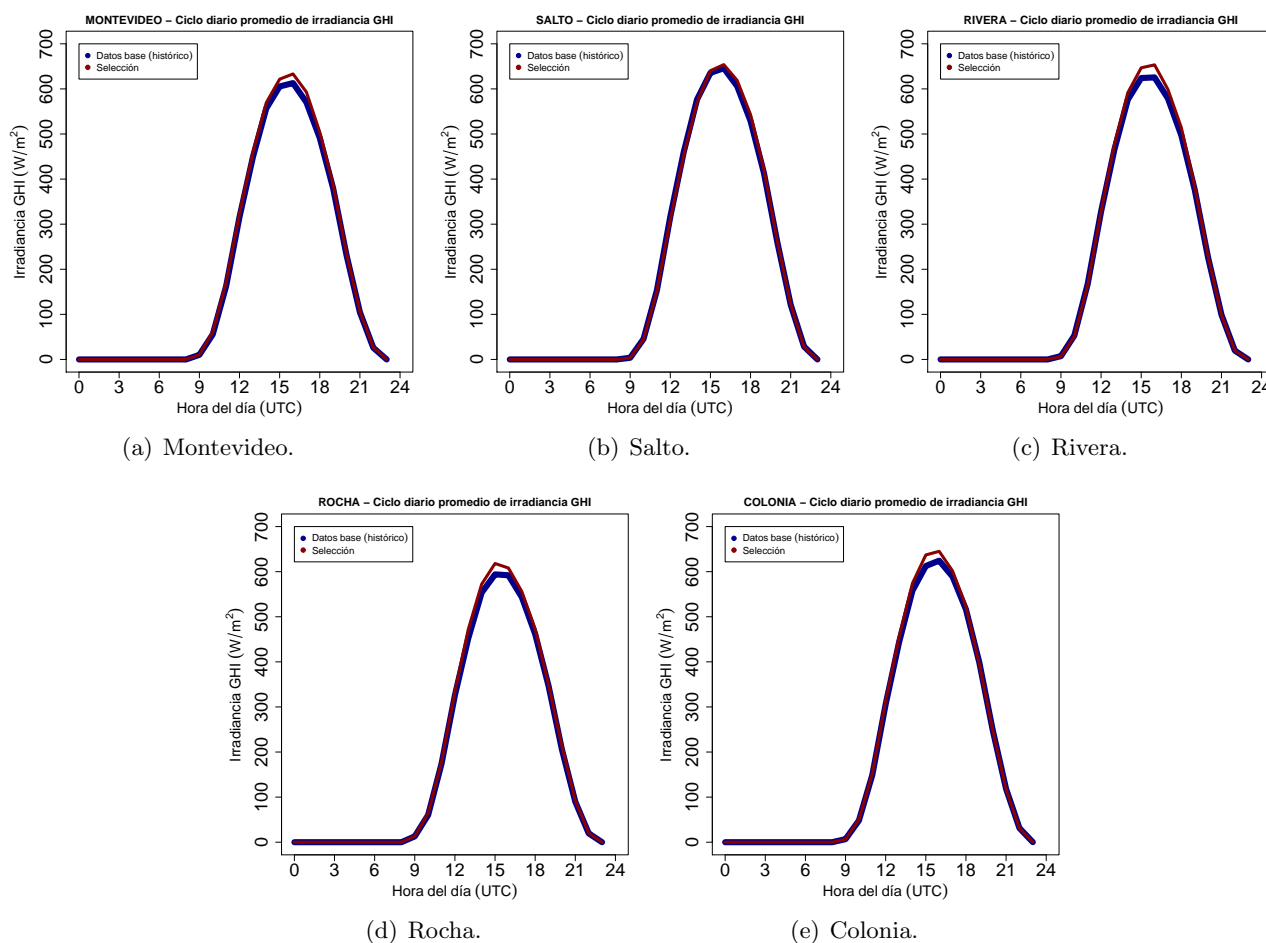 MONTEVIDEO – Ciclo diario promedio de irradiancia GHI
Datos base (histórico)
Selección
Irradiancia GHI (W/m²)
0 100 200 300 400 500 600 700
0 3 6 9 12 15 18 21 24
Hora del día (UTC)
(a) Montevideo.
SALTO – Ciclo diario promedio de irradiancia GHI
Datos base (histórico)
Selección
Irradiancia GHI (W/m²)
0 100 200 300 400 500 600 700
0 3 6 9 12 15 18 21 24
Hora del día (UTC)
(b) Salto.
RIVERA – Ciclo diario promedio de irradiancia GHI
Datos base (histórico)
Selección
Irradiancia GHI (W/m²)
0 100 200 300 400 500 600 700
0 3 6 9 12 15 18 21 24
Hora del día (UTC)
(c) Rivera.
ROCHA – Ciclo diario promedio de irradiancia GHI
Datos base (histórico)
Selección
Irradiancia GHI (W/m²)
0 100 200 300 400 500 600 700
0 3 6 9 12 15 18 21 24
Hora del día (UTC)
(d) Rocha.
COLONIA – Ciclo diario promedio de irradiancia GHI
Datos base (histórico)
Selección
Irradiancia GHI (W/m²)
0 100 200 300 400 500 600 700
0 3 6 9 12 15 18 21 24
Hora del día (UTC)
(e) Colonia.